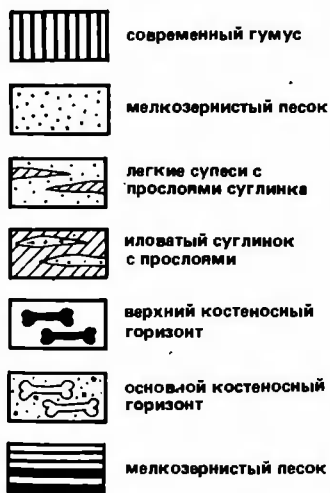 современный гумус
мелкозернистый песок
легкие супеси с
прослоями суглинка
иловатый суглинок
с прослоями
верхний костеносный
горизонт
основной костеносный
горизонт
мелкозернистый песок